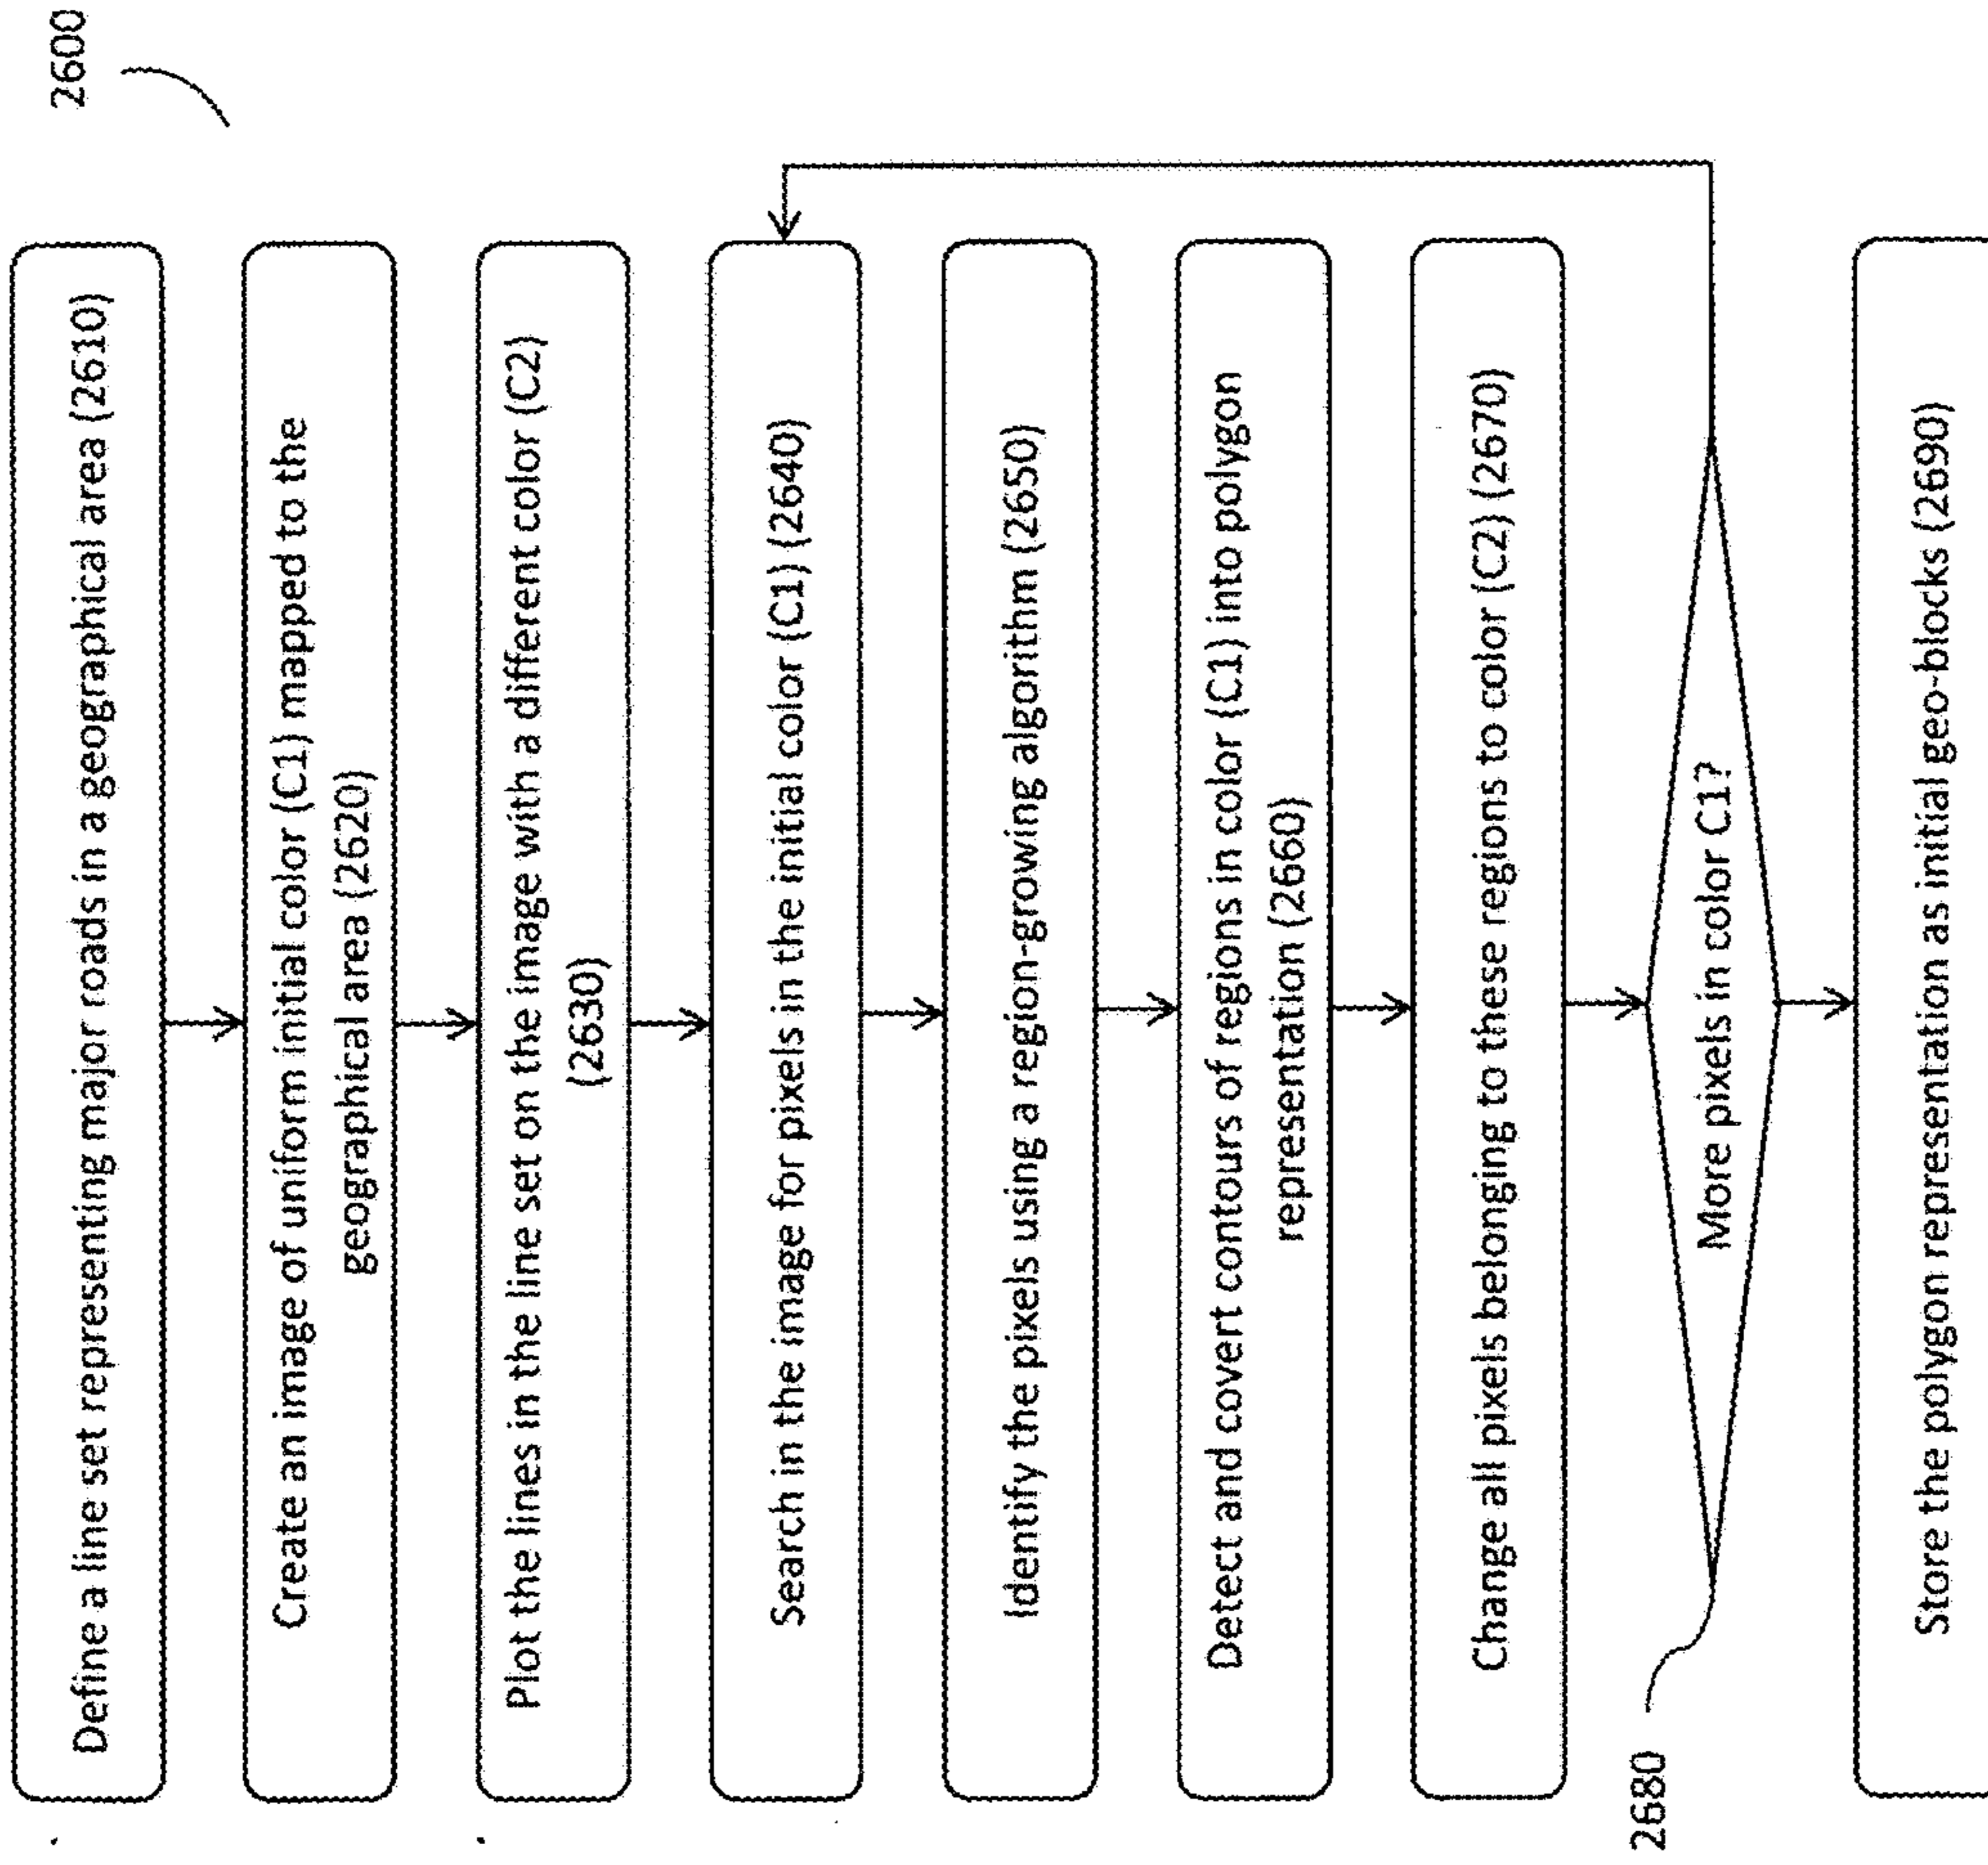 2600
Define a line set representing major roads in a geographical area (2610)
Create an image of uniform initial color (C1) mapped to the
geographical area (2620)
Plot the lines in the line set on the image with a different color (C2)
(2630)
Search in the image for pixels in the initial color (C1) (2640)
Identify the pixels using a region-growing algorithm (2650)
Detect and covert contours of regions in color (C1) into polygon
representation (2660)
Change all pixels belonging to these regions to color (C2) (2670)
2680
More pixels in color C1?
Store the polygon representation as initial geo-blocks (2690)